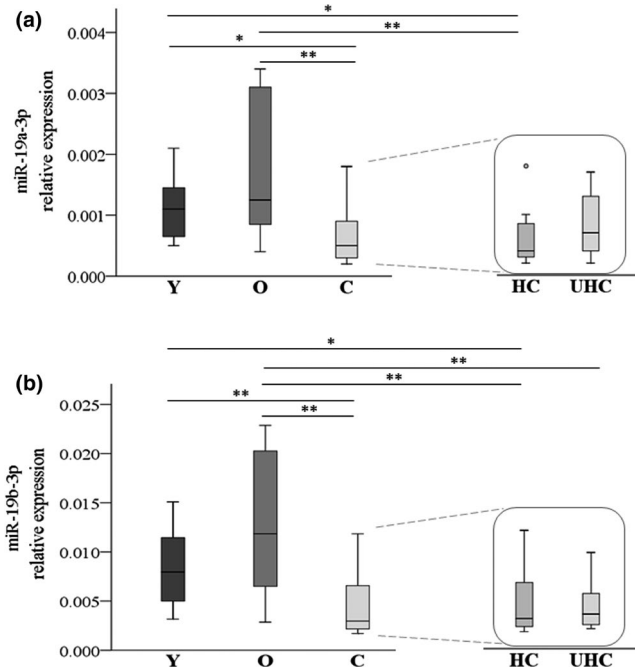 (a)
*
**
*
**
0.004
0.003
0.002
0.001
0.000
miR-19a-3p
relative expression
Y O C HC UHC
(b)
*
**
**
**
**
0.025
0.020
0.015
0.010
0.005
0.000
miR-19b-3p
relative expression
Y O C HC UHC